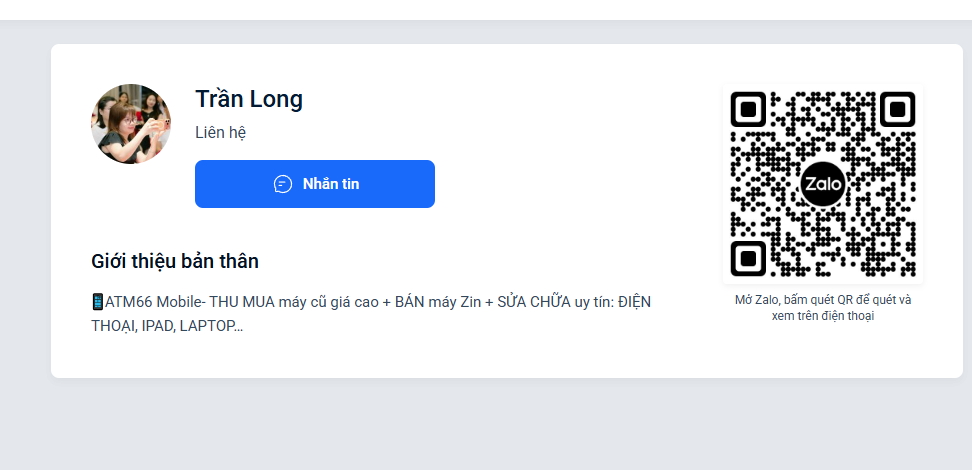 Trần Long
Liên hệ
Nhắn tin
Zalo
Giới thiệu bản thân
📱ATM66 Mobile- THU MUA máy cũ giá cao + BÁN máy Zin + SỬA CHỮA uy tín: ĐIỆN
THOẠI, IPAD, LAPTOP...
Mở Zalo, bấm quét QR để quét và
xem trên điện thoại